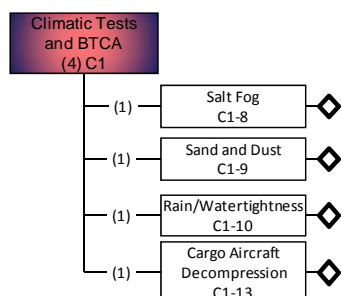 Climatic Tests
and BTCA
(4) C1
(1)
Salt Fog
C1-8
(1)
Sand and Dust
C1-9
(1)
Rain/Watertightness
C1-10
(1)
Cargo Aircraft
Decompression
C1-13